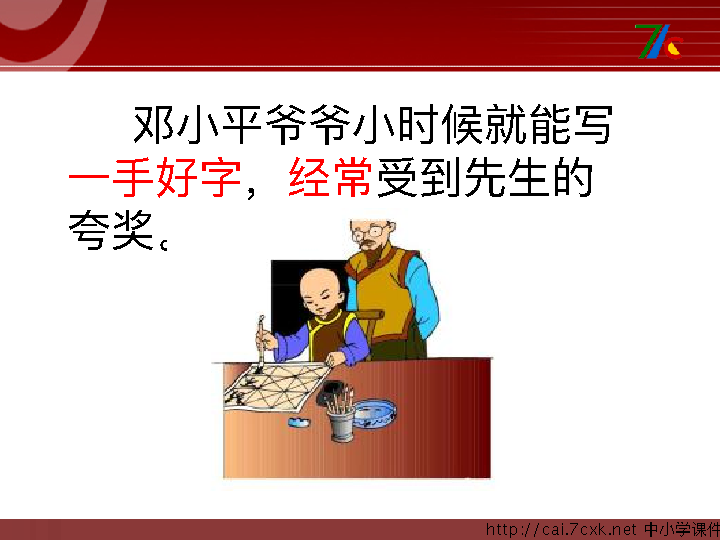 邓小平爷爷小时候就能写
一手好字，经常受到先生的
夸奖。
http://cai.7cxk.net 中小学课件